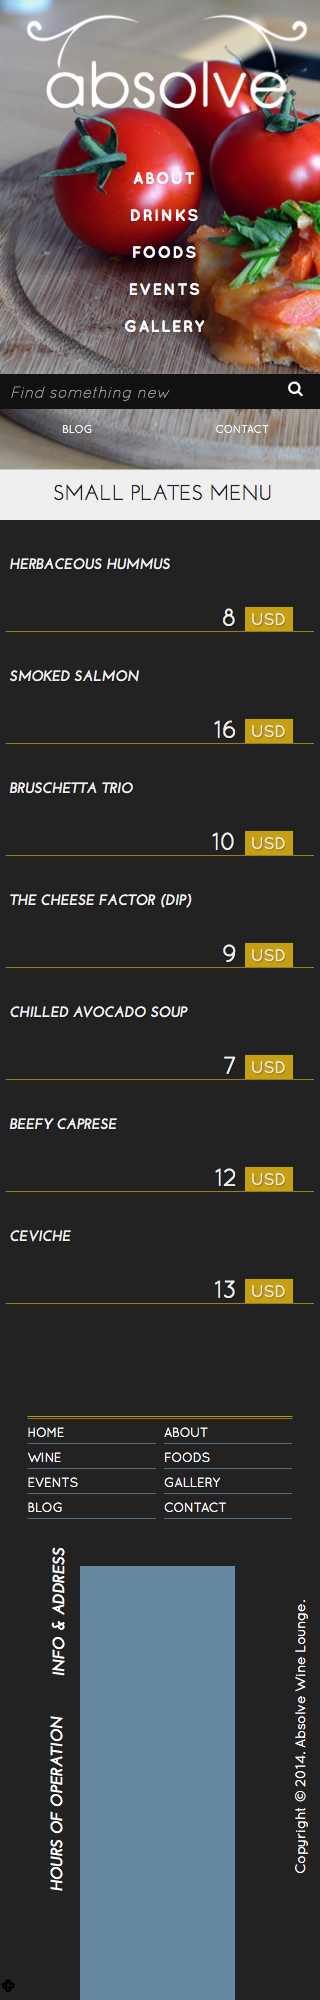 absolve
ABOUT
DRINKS
FOODS
EVENTS
GALLERY
Find something new
BLOG CONTACT
SMALL PLATES MENU
HERBACEOUS HUMMUS
8 USD
SMOKED SALMON
16 USD
BRUSCHETTA TRIO
10 USD
THE CHEESE FACTOR (DIP)
9 USD
CHILLED AVOCADO SOUP
7 USD
BEEFY CAPRESE
12 USD
CEVICHE
13 USD
HOME ABOUT
WINE FOODS
EVENTS GALLERY
BLOG CONTACT
INFO & ADDRESS
HOURS OF OPERATION
Copyright © 2014. Absolve Wine Lounge.